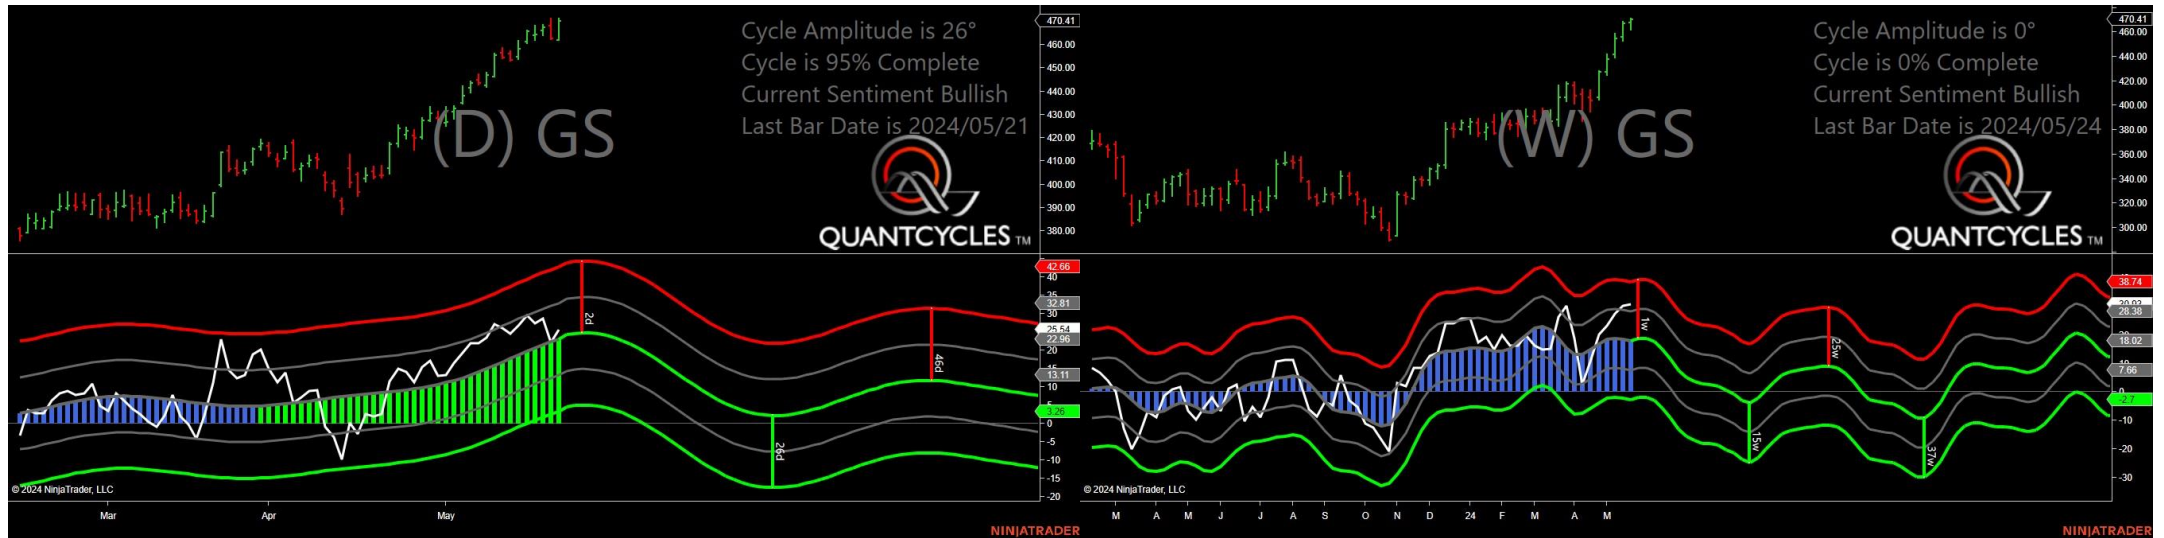 470.41
460.00
450.00
440.00
430.00
420.00
410.00
400.00
390.00
380.00
Cycle Amplitude is 26°
Cycle is 95% Complete
Current Sentiment Bullish
Last Bar Date is 2024/05/21
(D) GS
QUANTCYCLES TM
42.66
40
35
32.81
30
25.54
22.96
20
15
13.11
10
5
3.26
0
-5
-10
-15
-20
2d
26d
46d
© 2024 NinjaTrader, LLC
Mar Apr May
NINJATRADER
470.41
460.00
440.00
420.00
400.00
380.00
360.00
340.00
320.00
300.00
Cycle Amplitude is 0°
Cycle is 0% Complete
Current Sentiment Bullish
Last Bar Date is 2024/05/24
(W) GS
QUANTCYCLES TM
38.74
28.38
18.02
7.66
0
-2.7
-10
-20
-30
1w
15w
25w
37w
© 2024 NinjaTrader, LLC
M A M J J A S O N D 24 F M A M
NINJATRADER